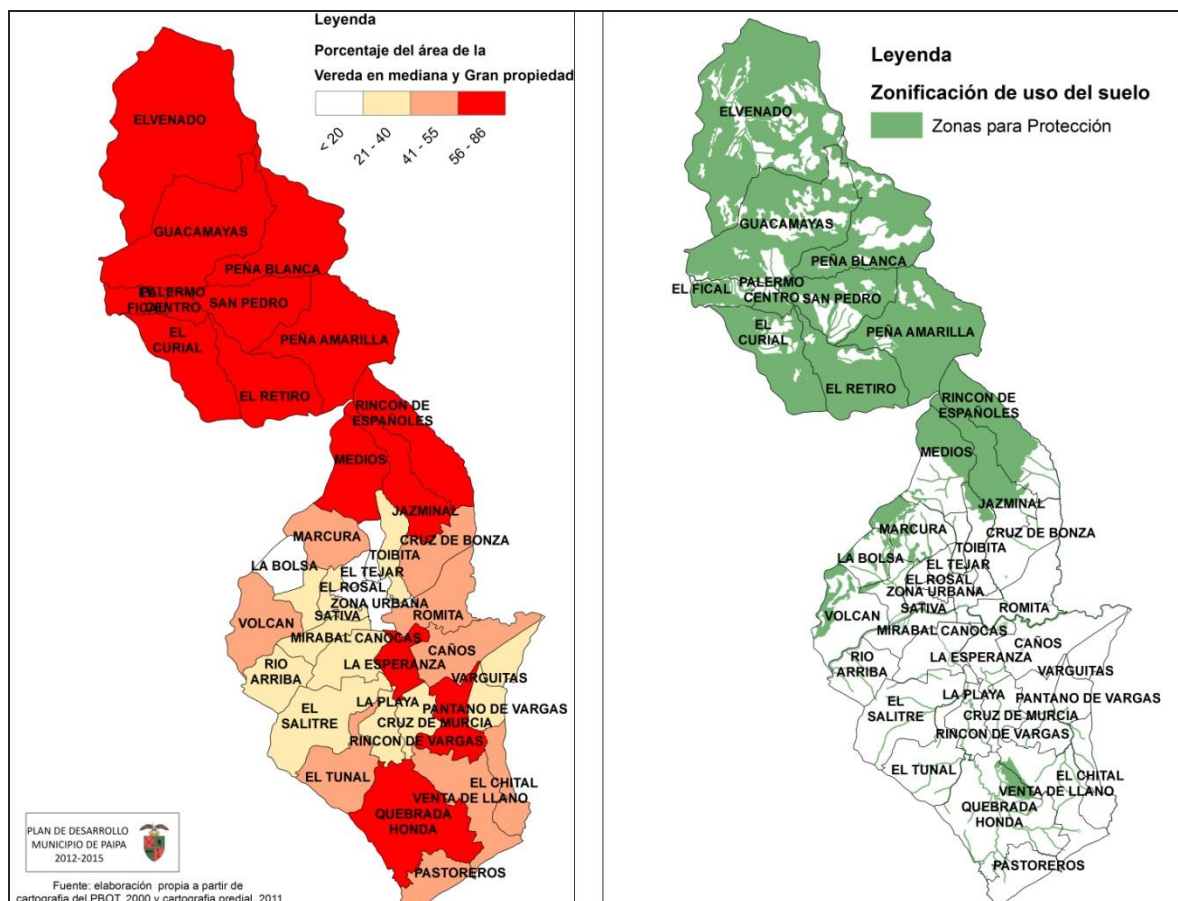 Leyenda
Porcentaje del área de la
Vereda en mediana y Gran propiedad
< 20
21 - 40
41 - 55
56 - 86
ELVENADO
GUACAMAYAS
PEÑA BLANCA
EL
FICAL
PALERMO
CENTRO
SAN PEDRO
EL
CURIAL
PEÑA AMARILLA
EL RETIRO
RINCON DE
ESPAÑOLES
MEDIOS
JAZMINAL
MARCURA
CRUZ DE BONZA
TOIBITA
LA BOLSA
EL TEJAR
EL ROSAL
ZONA URBANA
SATIVA
ROMITA
VOLCAN
MIRABAL
CANOCAS
CAÑOS
RIO
ARRIBA
LA ESPERANZA
VARGUITAS
EL
SALITRE
LA PLAYA
PANTANO DE VARGAS
CRUZ DE MURCIA
RINCON DE VARGAS
EL TUNAL
EL CHITAL
VENTA DE LLANO
QUEBRADA
HONDA
PASTOREROS
PLAN DE DESARROLLO
MUNICIPIO DE PAIPA
2012-2015
Fuente: elaboración propia a partir de
cartografia del PBOT, 2000 y cartografia predial, 2011
Leyenda
Zonificación de uso del suelo
Zonas para Protección
ELVENADO
GUACAMAYAS
PEÑA BLANCA
EL FICAL
PALERMO
CENTRO
SAN PEDRO
EL
CURIAL
PEÑA AMARILLA
EL RETIRO
RINCON DE
ESPAÑOLES
MEDIOS
JAZMINAL
MARCURA
CRUZ DE BONZA
TOIBITA
LA BOLSA
EL TEJAR
EL ROSAL
ZONA URBANA
SATIVA
ROMITA
VOLCAN
MIRABAL
CANOCAS
CAÑOS
RIO
ARRIBA
LA ESPERANZA
VARGUITAS
LA PLAYA
PANTANO DE VARGAS
EL
SALITRE
CRUZ DE MURCIA
RINCON DE VARGAS
EL TUNAL
EL CHITAL
VENTA DE LLANO
QUEBRADA
HONDA
PASTOREROS